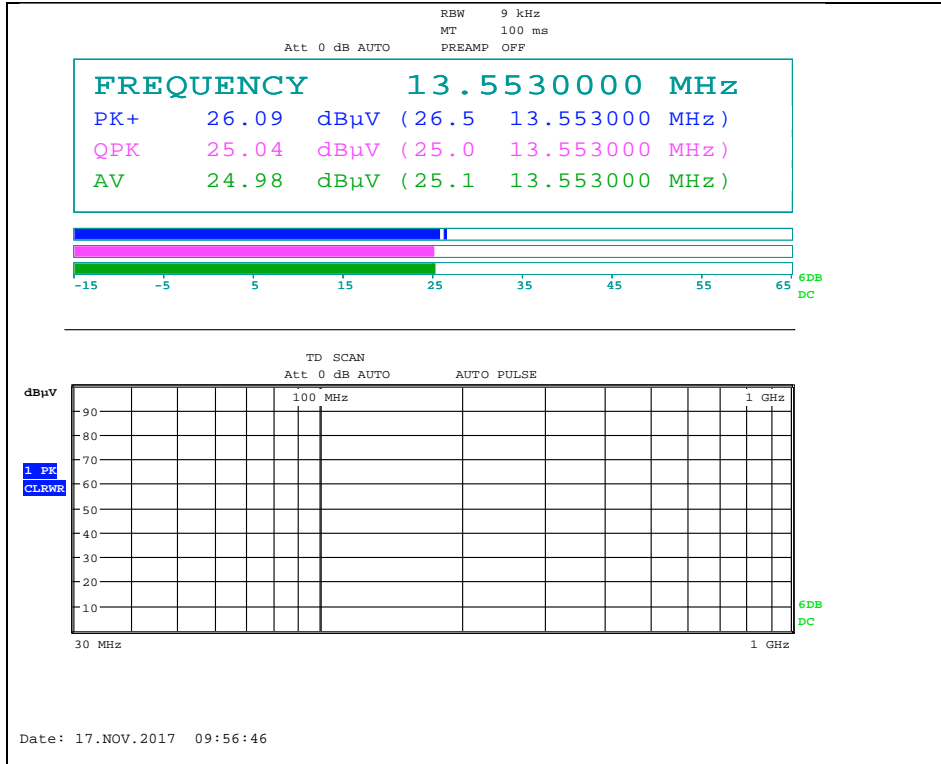 RBW 9 kHz
MT 100 ms
Att 0 dB AUTO PREAMP OFF
FREQUENCY 13.5530000 MHz
PK+ 26.09 dBµV (26.5 13.553000 MHz)
QPK 25.04 dBµV (25.0 13.553000 MHz)
AV 24.98 dBµV (25.1 13.553000 MHz)
-15 -5 5 15 25 35 45 55 65
6DB
DC
TD SCAN
Att 0 dB AUTO AUTO PULSE
dBµV
100 MHz 1 GHz
90
80
70
1 PK
CLRWR
60
50
40
30
20
10
6DB
DC
30 MHz 1 GHz
Date: 17.NOV.2017 09:56:46